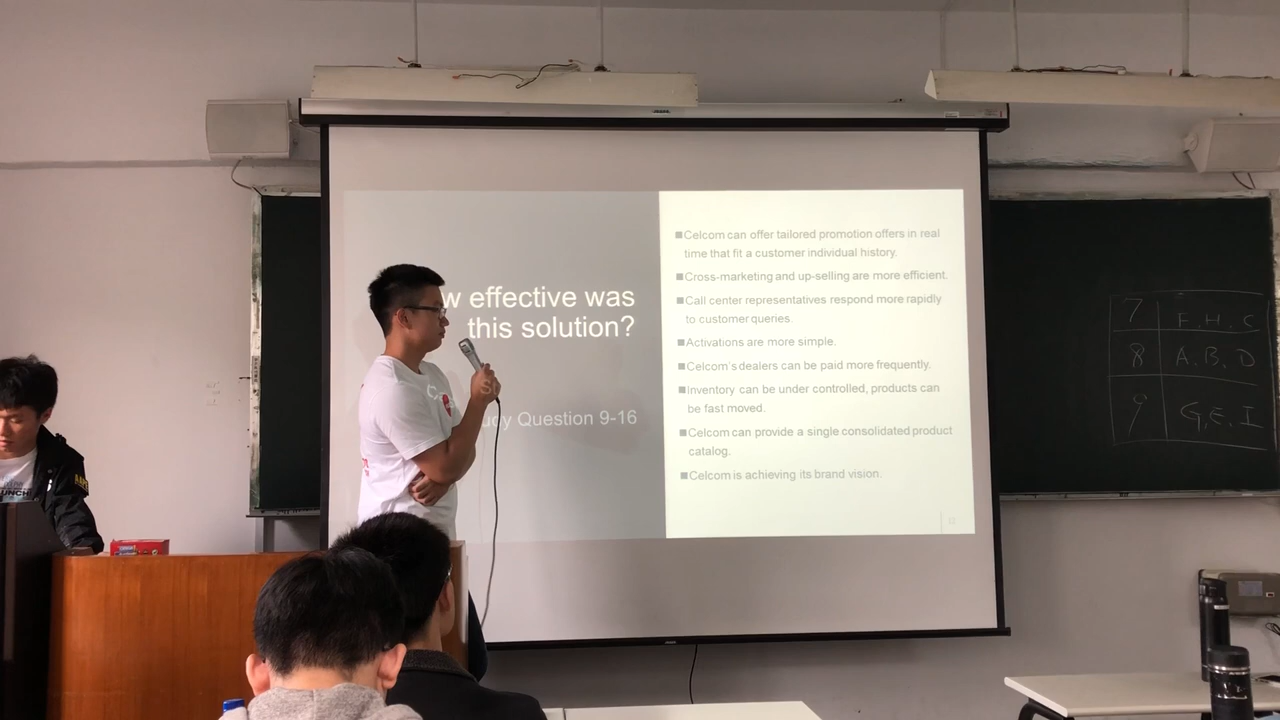 w effective was
this solution?
udy Question 9-16
■Celcom can offer tailored promotion offers in real
time that fit a customer individual history.
■Cross-marketing and up-selling are more efficient.
■Call center representatives respond more rapidly
to customer queries.
■Activations are more simple.
■Celcom's dealers can be paid more frequently.
■Inventory can be under controlled, products can
be fast moved.
■Celcom can provide a single consolidated product
catalog.
■Celcom is achieving its brand vision.
7 F.H.C
8 A.B.D
9 G.E.I